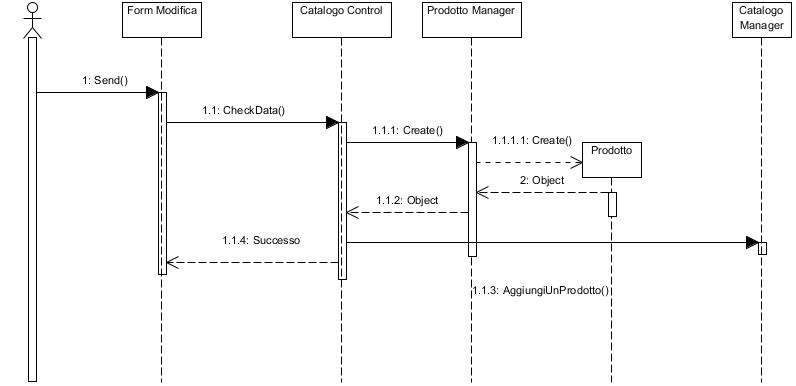 Form Modifica
Catalogo Control
Prodotto Manager
Catalogo
Manager
1: Send()
1.1: CheckData()
1.1.1: Create()
1.1.1.1: Create()
Prodotto
2: Object
1.1.2: Object
1.1.4: Successo
1.1.3: AggiungiUnProdotto()